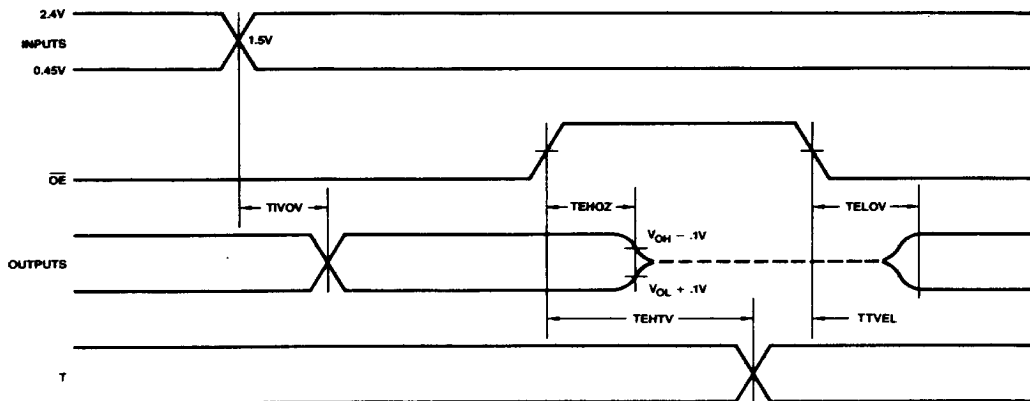 2.4V
INPUTS
1.5V
0.45V
OE
TIVOV
TEHOZ
TELOV
VOH – .1V
OUTPUTS
VOL + .1V
TEHTV
TTVEL
T